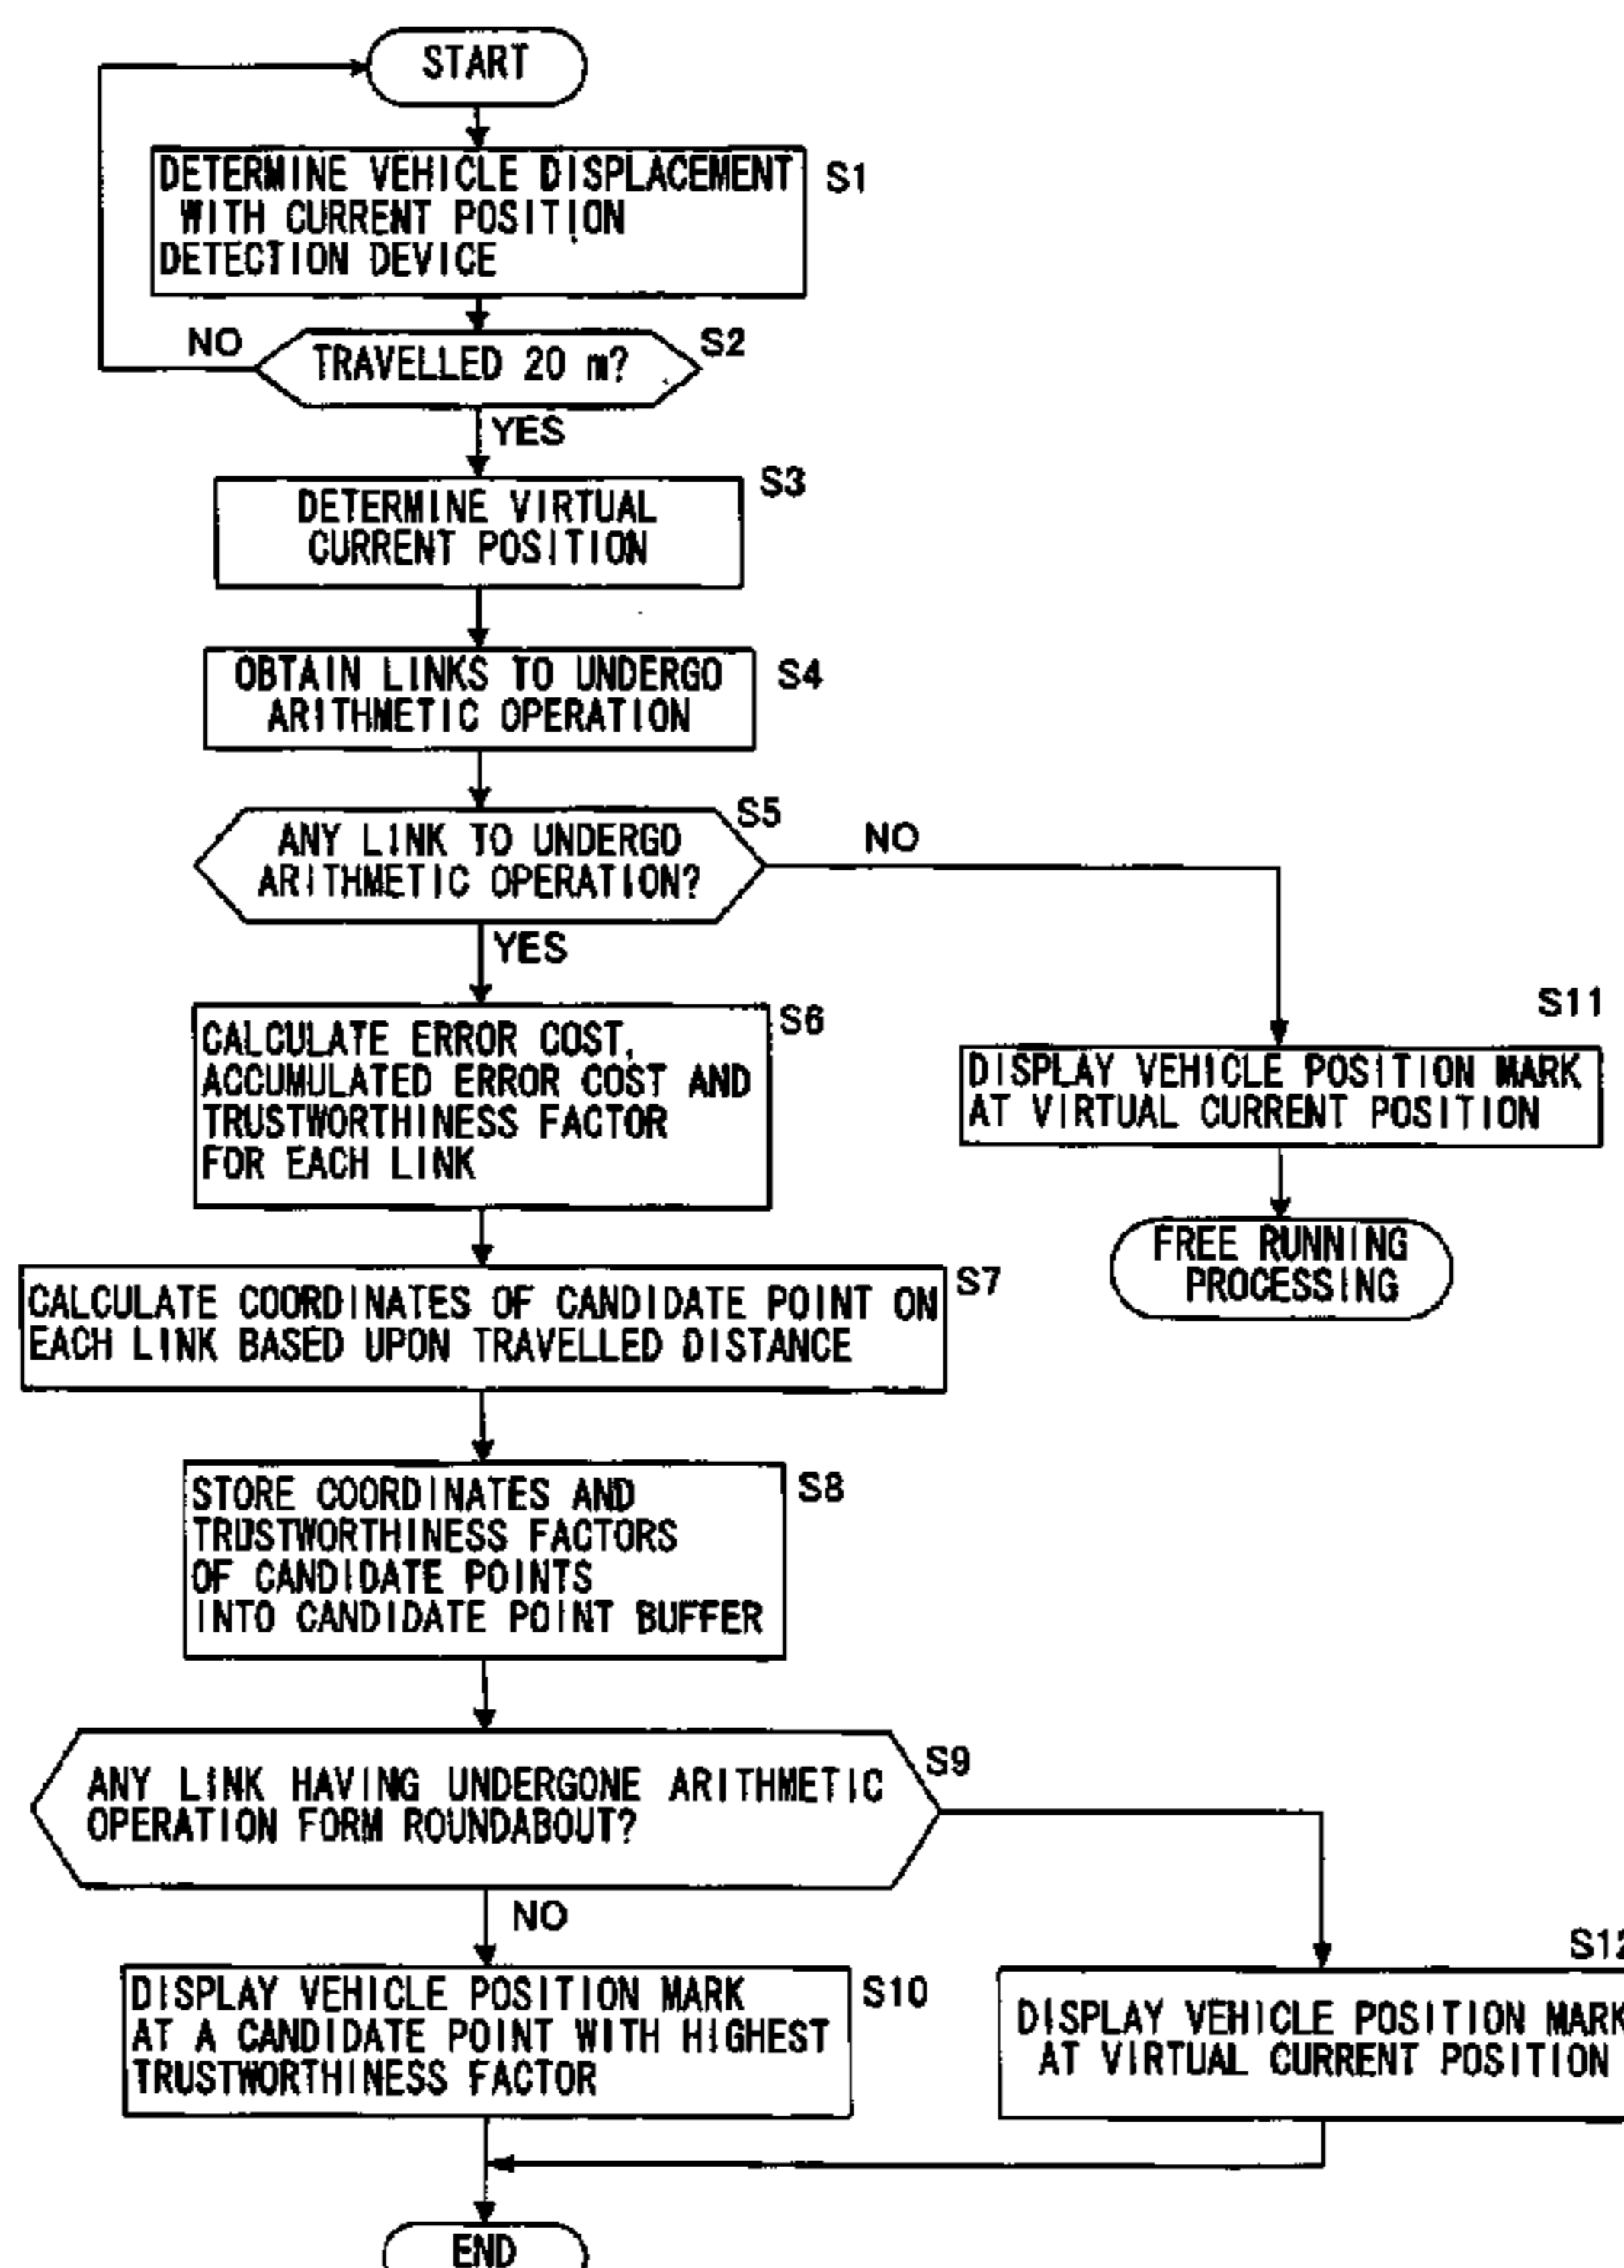 START
DETERMINE VEHICLE DISPLACEMENT
WITH CURRENT POSITION
DETECTION DEVICE
S1
NO
TRAVELLED 20 m?
S2
YES
S3
DETERMINE VIRTUAL
CURRENT POSITION
OBTAIN LINKS TO UNDERGO
ARITHMETIC OPERATION
S4
S5
ANY LINK TO UNDERGO
ARITHMETIC OPERATION?
NO
YES
S6
CALCULATE ERROR COST,
ACCUMULATED ERROR COST AND
TRUSTWORTHINESS FACTOR
FOR EACH LINK
S11
DISPLAY VEHICLE POSITION MARK
AT VIRTUAL CURRENT POSITION
FREE RUNNING
PROCESSING
S7
CALCULATE COORDINATES OF CANDIDATE POINT ON
EACH LINK BASED UPON TRAVELLED DISTANCE
S8
STORE COORDINATES AND
TRUSTWORTHINESS FACTORS
OF CANDIDATE POINTS
INTO CANDIDATE POINT BUFFER
S9
ANY LINK HAVING UNDERGONE ARITHMETIC
OPERATION FORM ROUNDABOUT?
NO
S10
DISPLAY VEHICLE POSITION MARK
AT A CANDIDATE POINT WITH HIGHEST
TRUSTWORTHINESS FACTOR
S12
DISPLAY VEHICLE POSITION MARK
AT VIRTUAL CURRENT POSITION
END